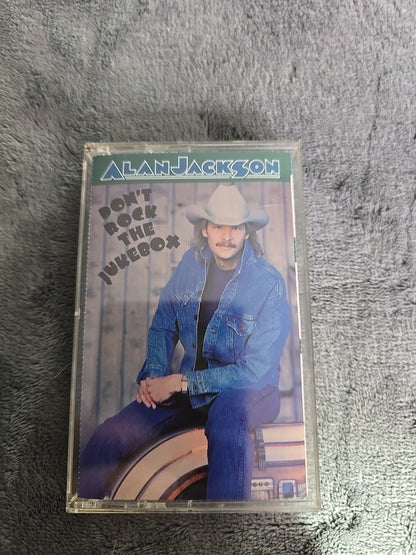 ALAN JACKSON
DON'T
ROCK
THE
JUKEBOX